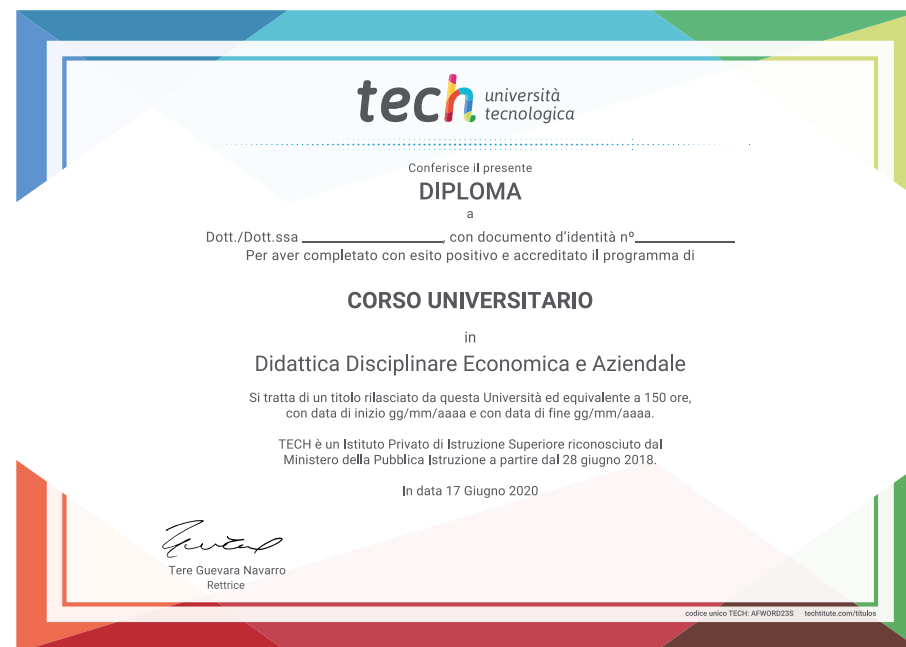 tech università
tecnologica
Conferisce il presente
DIPLOMA
a
Dott./Dott.ssa ____________________, con documento d'identità nº______________
Per aver completato con esito positivo e accreditato il programma di
CORSO UNIVERSITARIO
in
Didattica Disciplinare Economica e Aziendale
Si tratta di un titolo rilasciato da questa Università ed equivalente a 150 ore,
con data di inizio gg/mm/aaaa e con data di fine gg/mm/aaaa.
TECH è un Istituto Privato di Istruzione Superiore riconosciuto dal
Ministero della Pubblica Istruzione a partire dal 28 giugno 2018.
In data 17 Giugno 2020
Tere Guevara Navarro
Rettrice
codice unico TECH: AFWORD23S techtitute.com/titulos